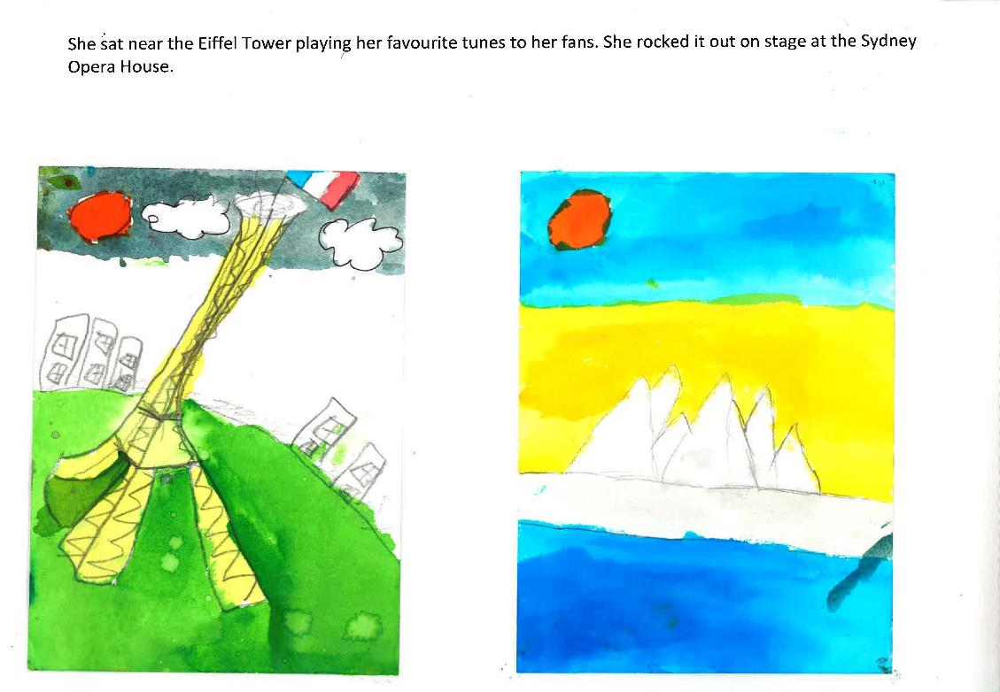 She sat near the Eiffel Tower playing her favourite tunes to her fans. She rocked it out on stage at the Sydney
Opera House.